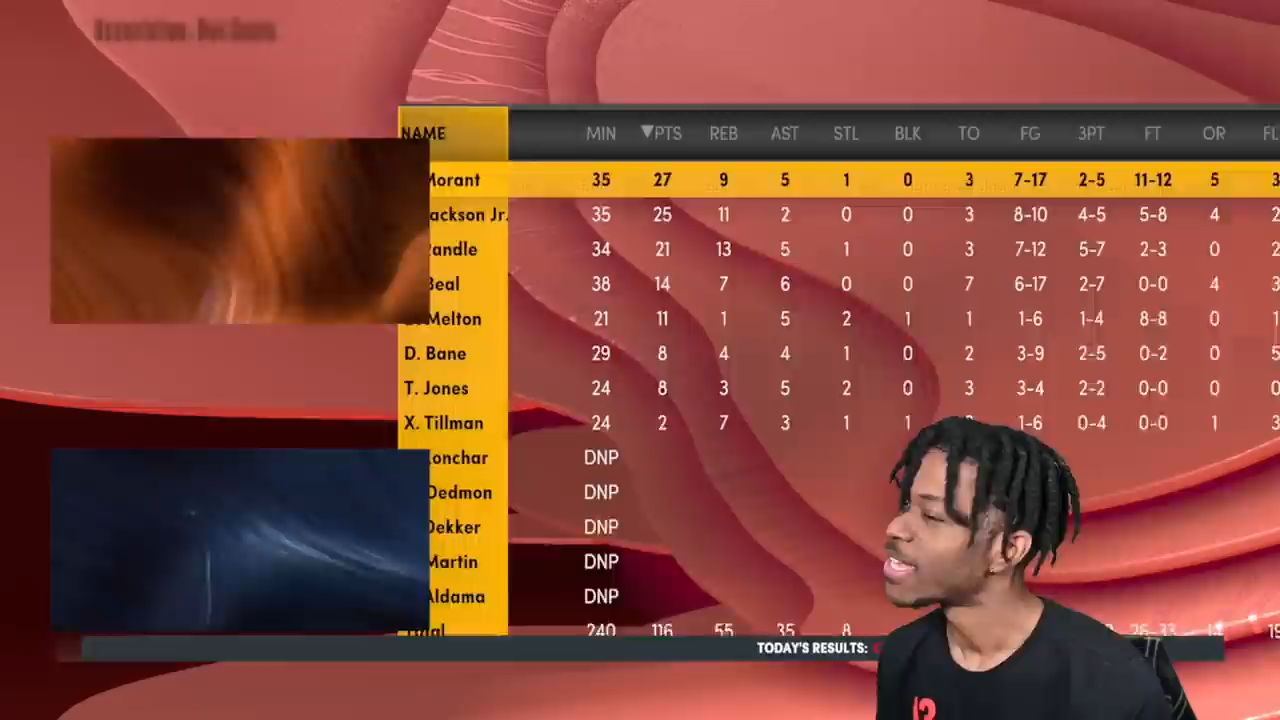 NAME MIN ▼PTS REB AST STL BLK TO FG 3PT FT OR
Morant 35 27 9 5 1 0 3 7-17 2-5 11-12 5 3
ackson Jr. 35 25 11 2 0 0 3 8-10 4-5 5-8 4 2
andle 34 21 13 5 1 0 3 7-12 5-7 2-3 0 2
Beal 38 14 7 6 0 0 7 6-17 2-7 0-0 4 3
Melton 21 11 1 5 2 1 1 1-6 1-4 8-8 0 1
D. Bane 29 8 4 4 1 0 2 3-9 2-5 0-2 0 5
T. Jones 24 8 3 5 2 0 3 3-4 2-2 0-0 0 0
X. Tillman 24 2 7 3 1 1 1-6 0-4 0-0 1 3
onchar DNP
Dedmon DNP
Dekker DNP
Martin DNP
Aldama DNP
240 116 55 35 8 26-33
TODAY'S RESULTS: